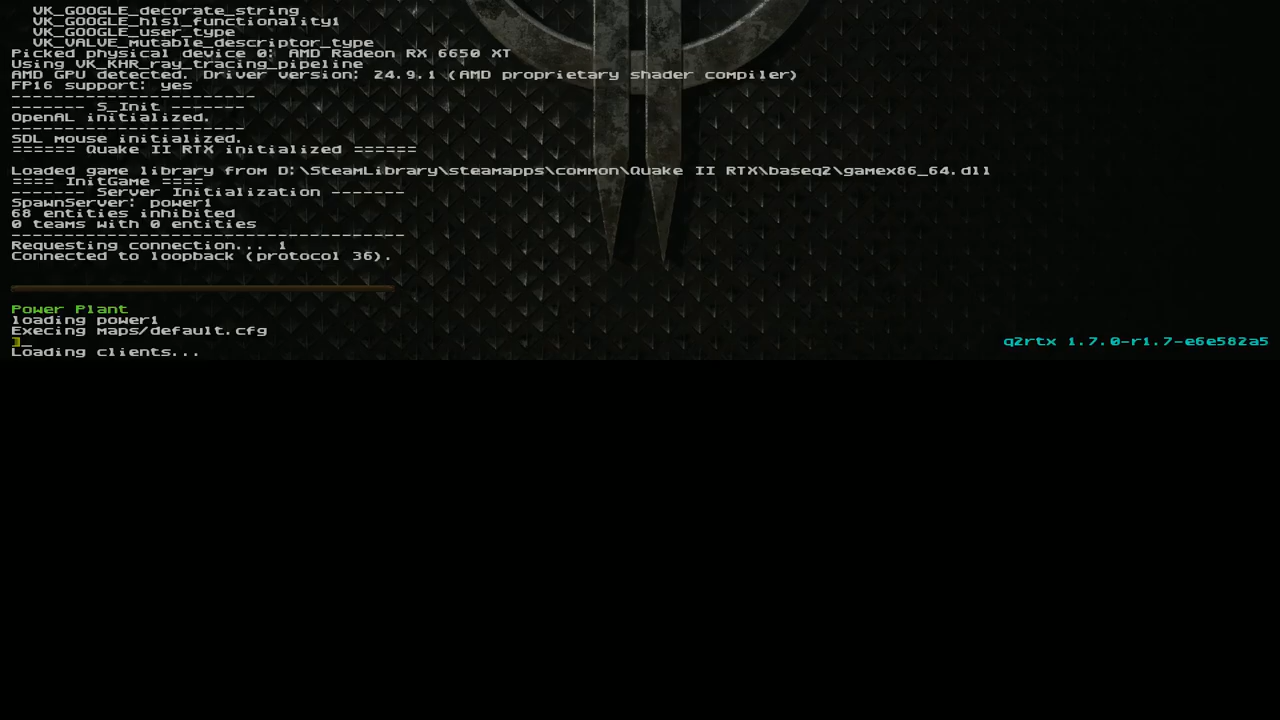 VK_GOOGLE_decorate_string
VK_GOOGLE_hlsl_functionality1
VK_GOOGLE_user_type
VK_VALVE_mutable_descriptor_type
Picked physical device 0: AMD Radeon RX 6650 XT
Using VK_KHR_ray_tracing_pipeline
AMD GPU detected. Driver version: 24.9.1 (AMD proprietary shader compiler)
FP16 support: yes
-----------------------
------- S_Init -------
OpenAL initialized.
----------------------
SDL mouse initialized.
====== Quake II RTX initialized ======
Loaded game library from D:\SteamLibrary\steamapps\common\Quake II RTX\baseq2\gamex86_64.dll
==== InitGame ====
------- Server Initialization -------
SpawnServer: power1
68 entities inhibited
0 teams with 0 entities
-------------------------------------
Requesting connection... 1
Connected to loopback (protocol 36).
Power Plant
loading power1
Execing maps/default.cfg
]_
q2rtx 1.7.0-r1.7-e6e582a5
Loading clients...